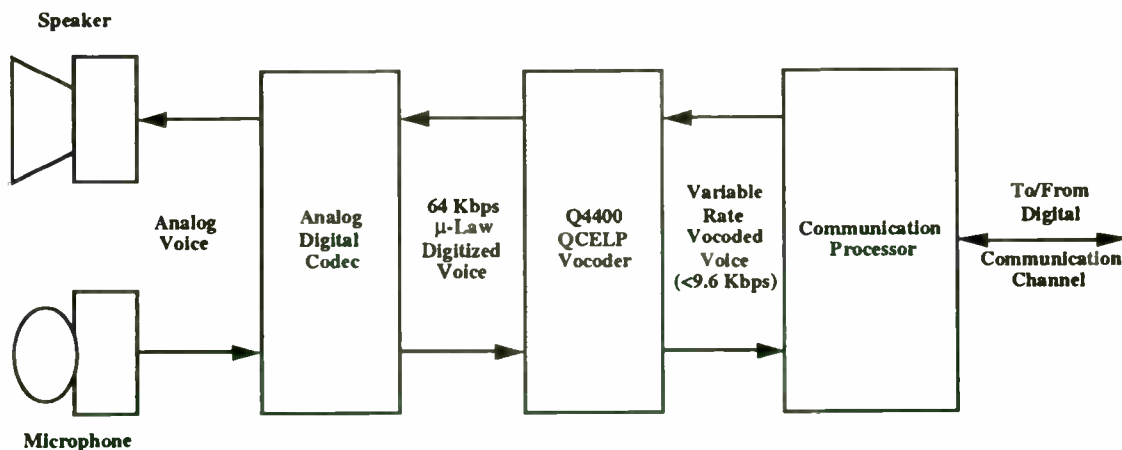 Speaker
Analog
Voice
Analog
Digital
Codec
64 Kbps
μ-Law
Digitized
Voice
Q4400
QCELP
Vocoder
Variable
Rate
Vocoded
Voice
(<9.6 Kbps)
Communication
Processor
To/From
Digital
Communication
Channel
Microphone